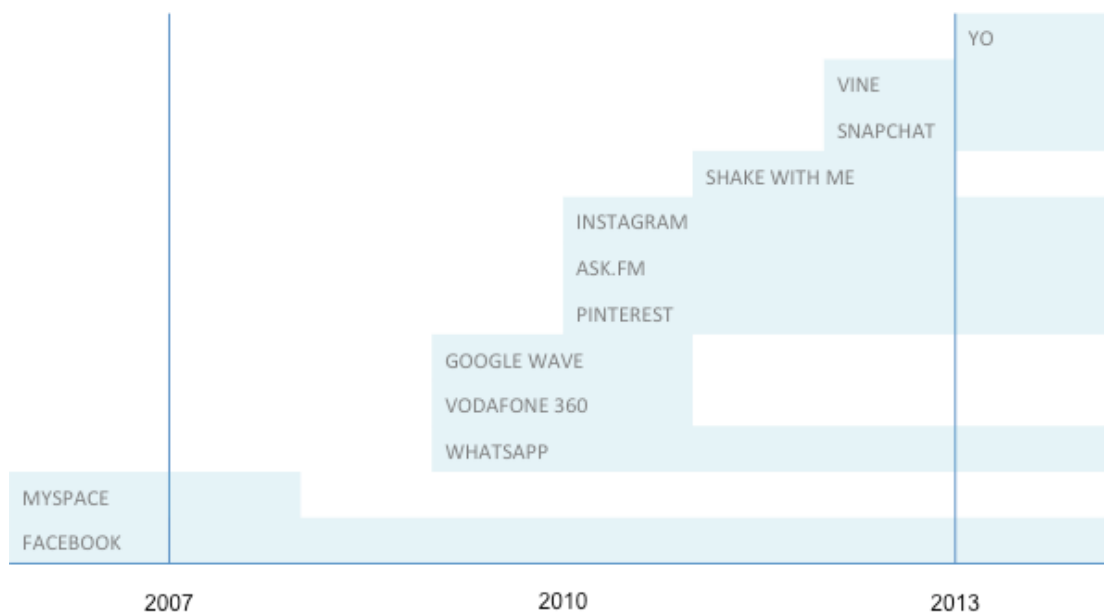 YO
VINE
SNAPCHAT
SHAKE WITH ME
INSTAGRAM
ASK.FM
PINTEREST
GOOGLE WAVE
VODAFONE 360
WHATSAPP
MYSPACE
FACEBOOK
2007 2010 2013